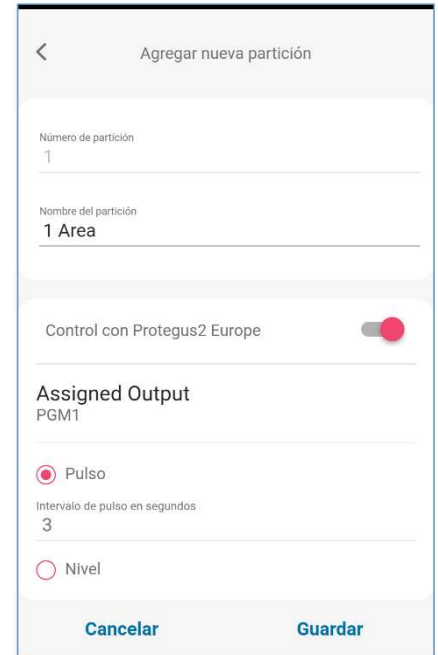 Agregar nueva partición
Número de partición
1
Nombre del partición
1 Area
Control con Protegus2 Europe
Assigned Output
PGM1
Pulso
Intervalo de pulso en segundos
3
Nivel
Cancelar Guardar